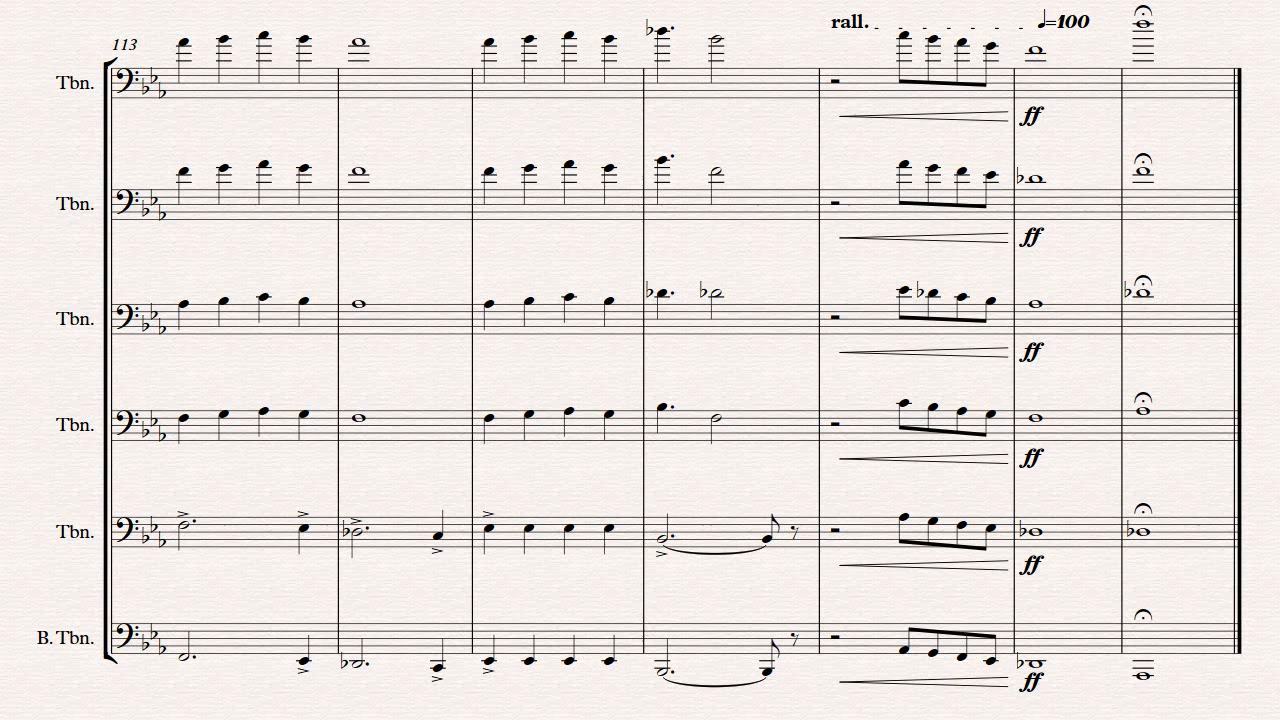 rall. ♩=100
113
Tbn.
ff
Tbn.
ff
Tbn.
ff
Tbn.
ff
Tbn.
ff
B. Tbn.
ff